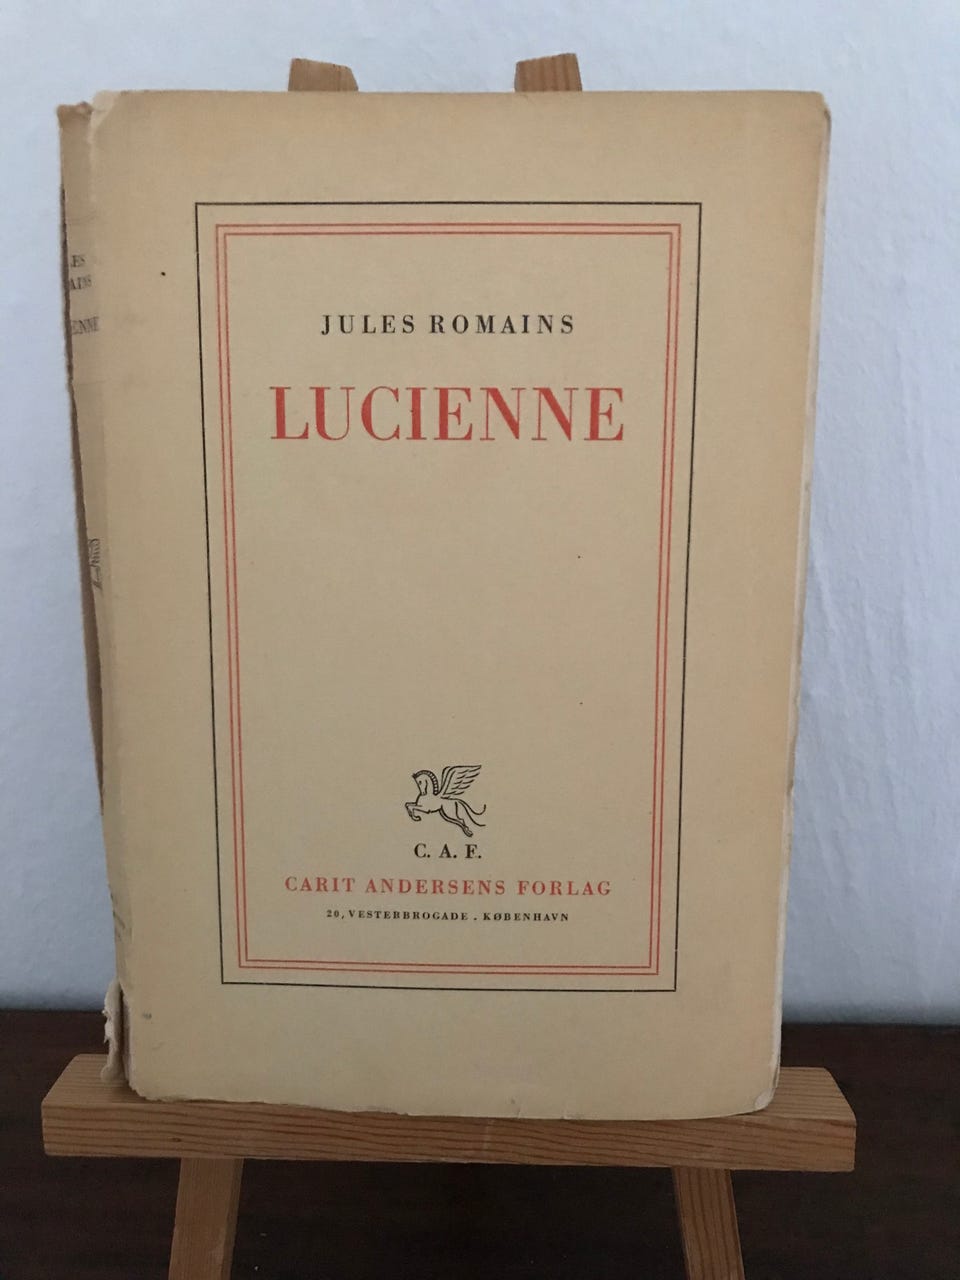 JULES ROMAINS
LUCIENNE
C. A. F.
CARIT ANDERSENS FORLAG
20, VESTERBROGADE . KØBENHAVN